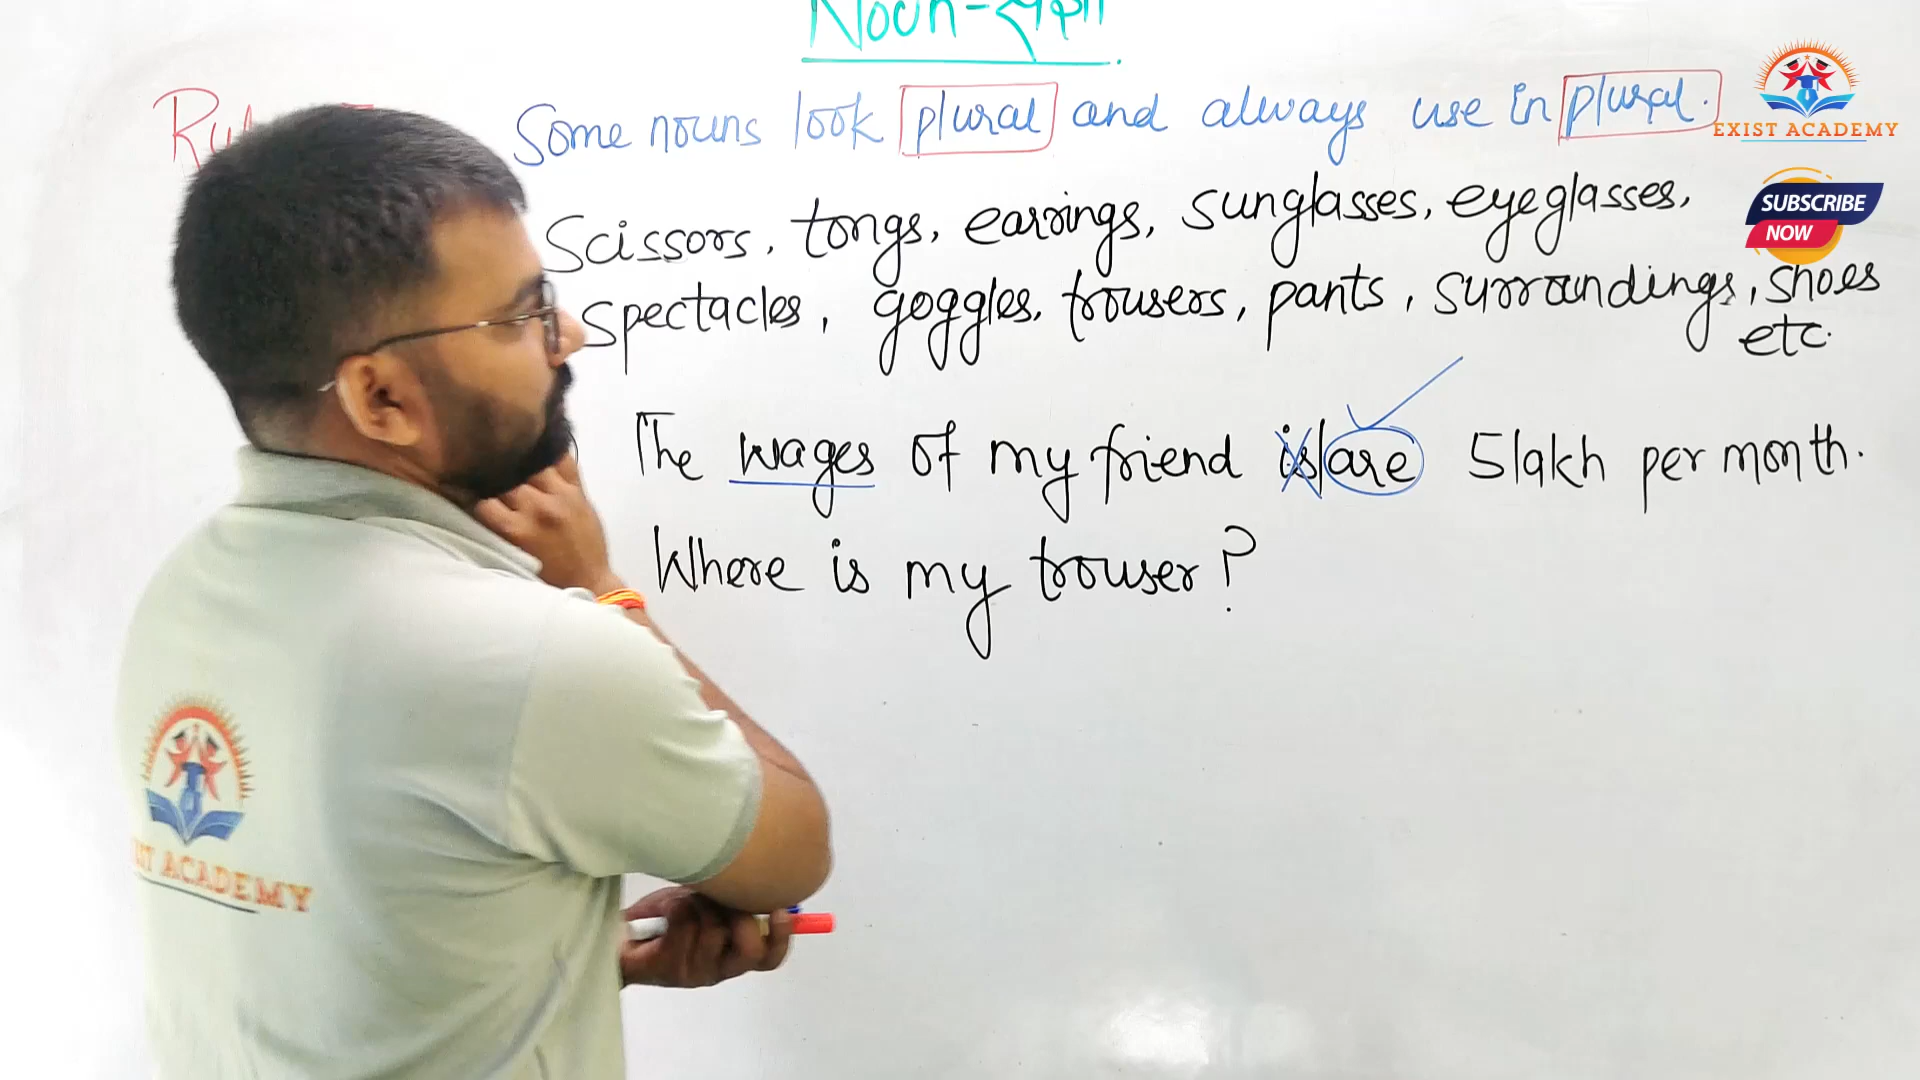 Noun-संज्ञा
Some nouns look plural and always use in plural.
Scissors, tongs, earrings, sunglasses, eyeglasses,
spectacles, goggles, trousers, pants, surroundings, shoes
etc.
The wages of my friend is/are 5 lakh per month.
Where is my trouser?
EXIST ACADEMY
SUBSCRIBE
NOW
ACADEMY